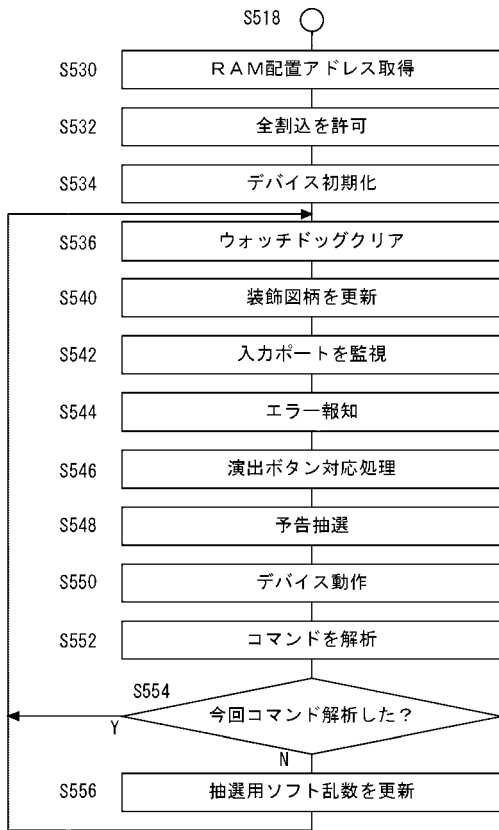 S518
S530 RAM配置アドレス取得
S532 全割込を許可
S534 デバイス初期化
S536 ウォッチドッグクリア
S540 装飾図柄を更新
S542 入力ポートを監視
S544 エラー報知
S546 演出ボタン対応処理
S548 予告抽選
S550 デバイス動作
S552 コマンドを解析
S554
今回コマンド解析した？
Y
N
S556 抽選用ソフト乱数を更新